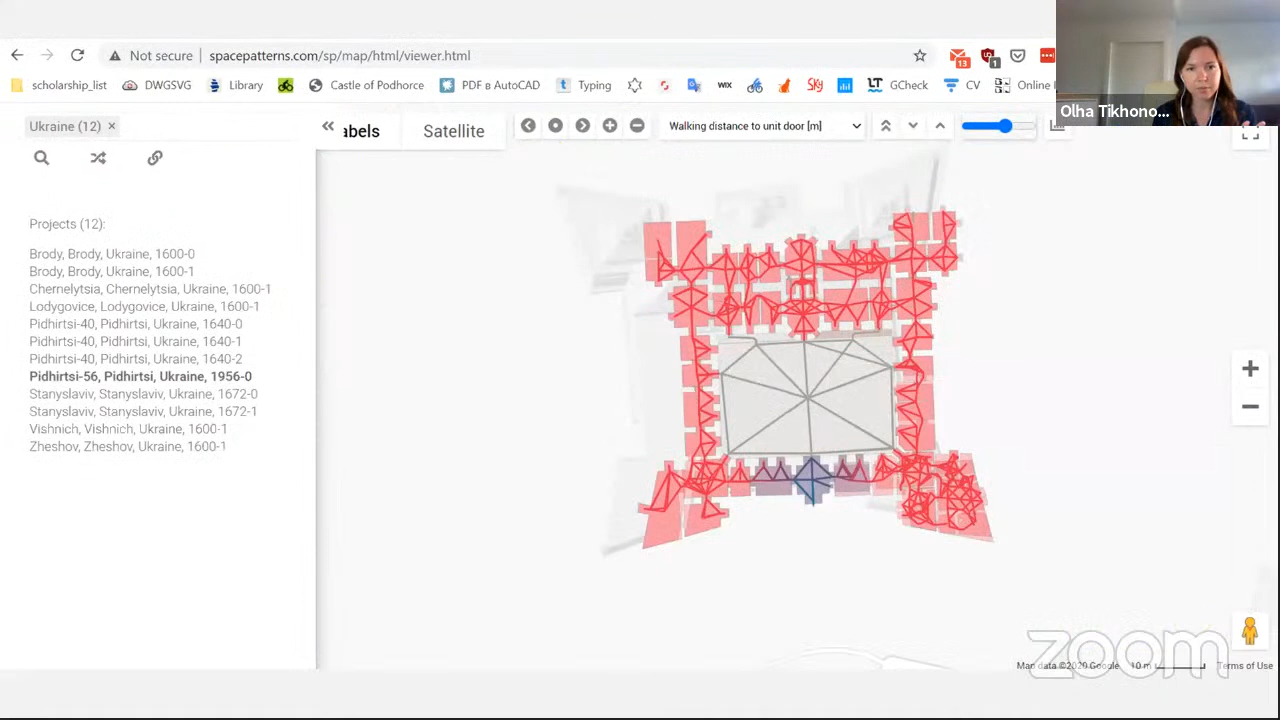 Not secure | spacepatterns.com/sp/mpp/html/viewer.html
13
1
scholarship_list
DWGSVG
Library
Castle of Podhorce
PDF в AutoCAD
Typing
WIX
Sky
LT
GCheck
CV
Online
Olha Tikhono...
Ukraine (12) ×
abels
Satellite
Walking distance to unit door [m]
Projects (12):
Brody, Brody, Ukraine, 1600-0
Brody, Brody, Ukraine, 1600-1
Chernelytsia, Chernelytsia, Ukraine, 1600-1
Lodygovice, Lodygovice, Ukraine, 1600-1
Pidhirtsi-40, Pidhirtsi, Ukraine, 1640-0
Pidhirtsi-40, Pidhirtsi, Ukraine, 1640-1
Pidhirtsi-40, Pidhirtsi, Ukraine, 1640-2
Pidhirtsi-56, Pidhirtsi, Ukraine, 1956-0
Stanyslaviv, Stanyslaviv, Ukraine, 1672-0
Stanyslaviv, Stanyslaviv, Ukraine, 1672-1
Vishnich, Vishnich, Ukraine, 1600-1
Zheshov, Zheshov, Ukraine, 1600-1
zoom
Map data ©2020 Google
10 m
Terms of Use